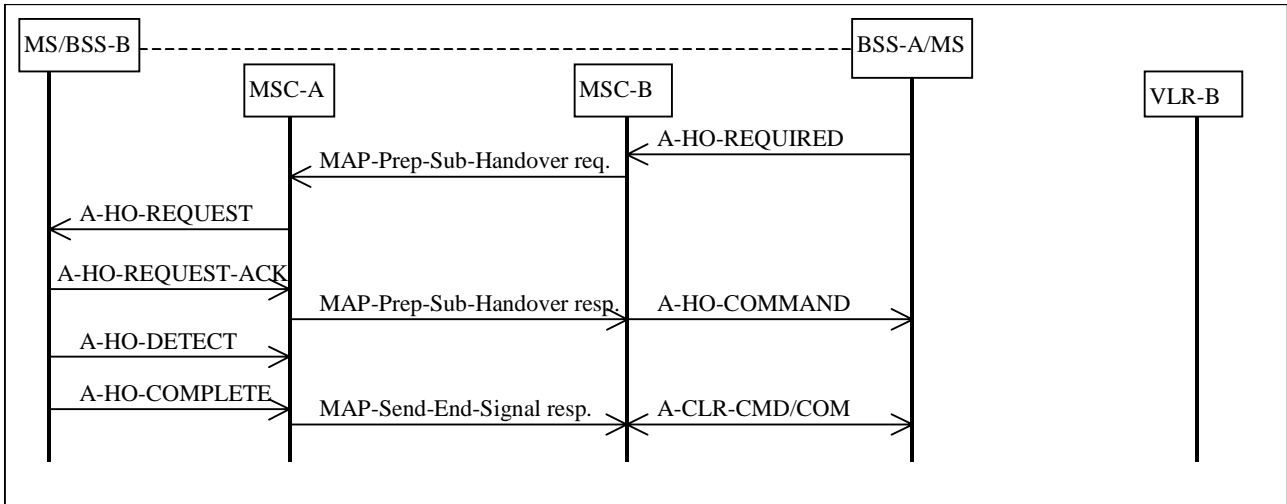 MS/BSS-B
BSS-A/MS
MSC-A
MSC-B
VLR-B
A-HO-REQUIRED
MAP-Prep-Sub-Handover req.
A-HO-REQUEST
A-HO-REQUEST-ACK
MAP-Prep-Sub-Handover resp.
A-HO-COMMAND
A-HO-DETECT
A-HO-COMPLETE
MAP-Send-End-Signal resp.
A-CLR-CMD/COM